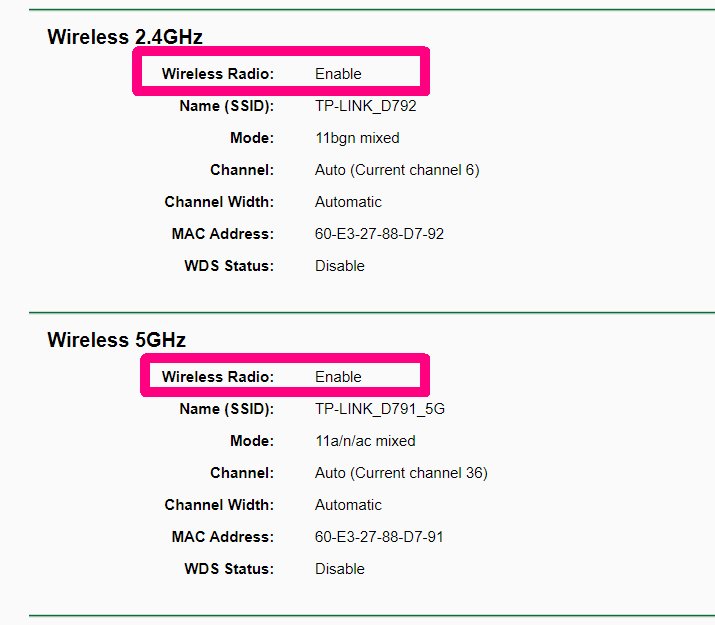 Wireless 2.4GHz
Wireless Radio: Enable
Name (SSID): TP-LINK_D792
Mode: 11bgn mixed
Channel: Auto (Current channel 6)
Channel Width: Automatic
MAC Address: 60-E3-27-88-D7-92
WDS Status: Disable
Wireless 5GHz
Wireless Radio: Enable
Name (SSID): TP-LINK_D791_5G
Mode: 11a/n/ac mixed
Channel: Auto (Current channel 36)
Channel Width: Automatic
MAC Address: 60-E3-27-88-D7-91
WDS Status: Disable